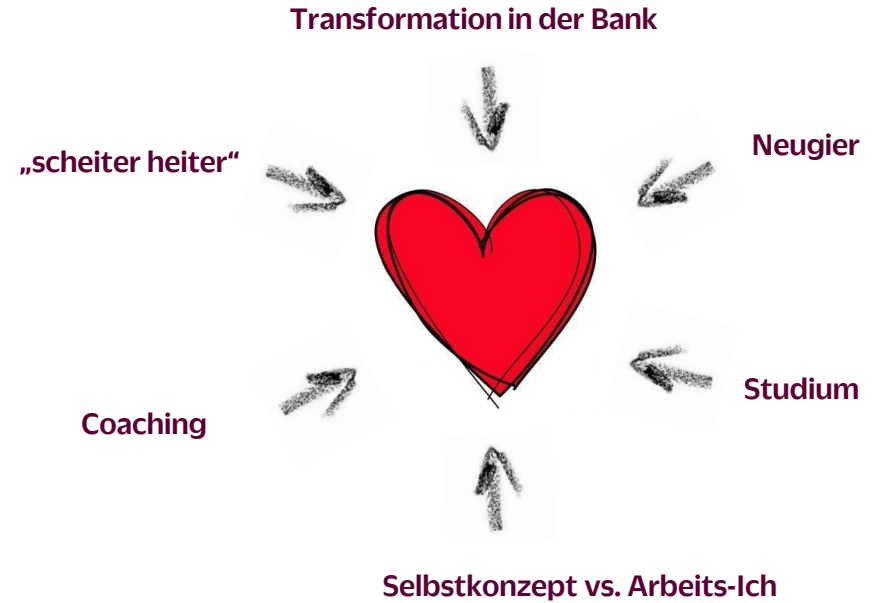 Transformation in der Bank
„scheiter heiter“
Neugier
Coaching
Studium
Selbstkonzept vs. Arbeits-Ich